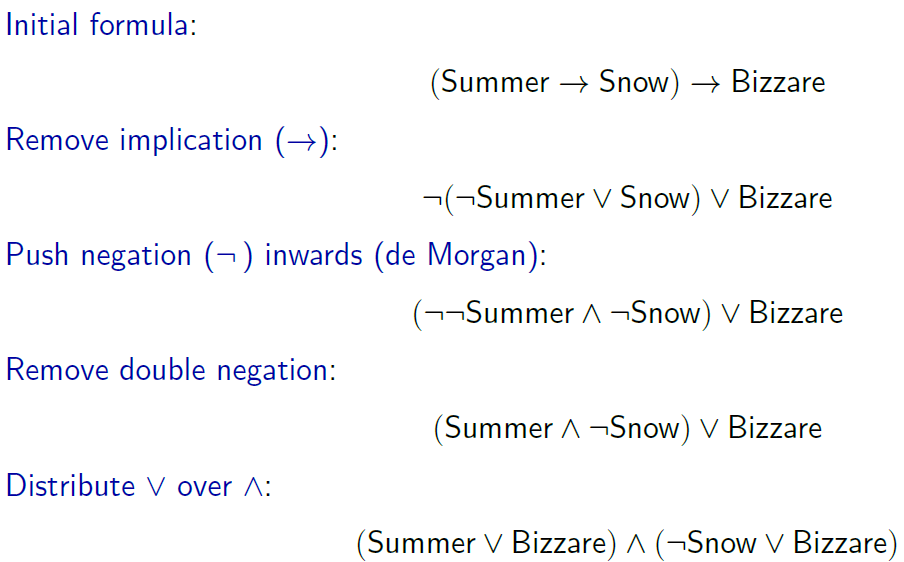 Initial formula:
(Summer → Snow) → Bizzare
Remove implication (→):
¬(¬Summer ∨ Snow) ∨ Bizzare
Push negation (¬ ) inwards (de Morgan):
(¬¬Summer ∧ ¬Snow) ∨ Bizzare
Remove double negation:
(Summer ∧ ¬Snow) ∨ Bizzare
Distribute ∨ over ∧:
(Summer ∨ Bizzare) ∧ (¬Snow ∨ Bizzare)